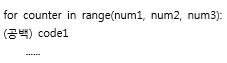 for counter in range(num1, num2, num3):
(공백) code1
......